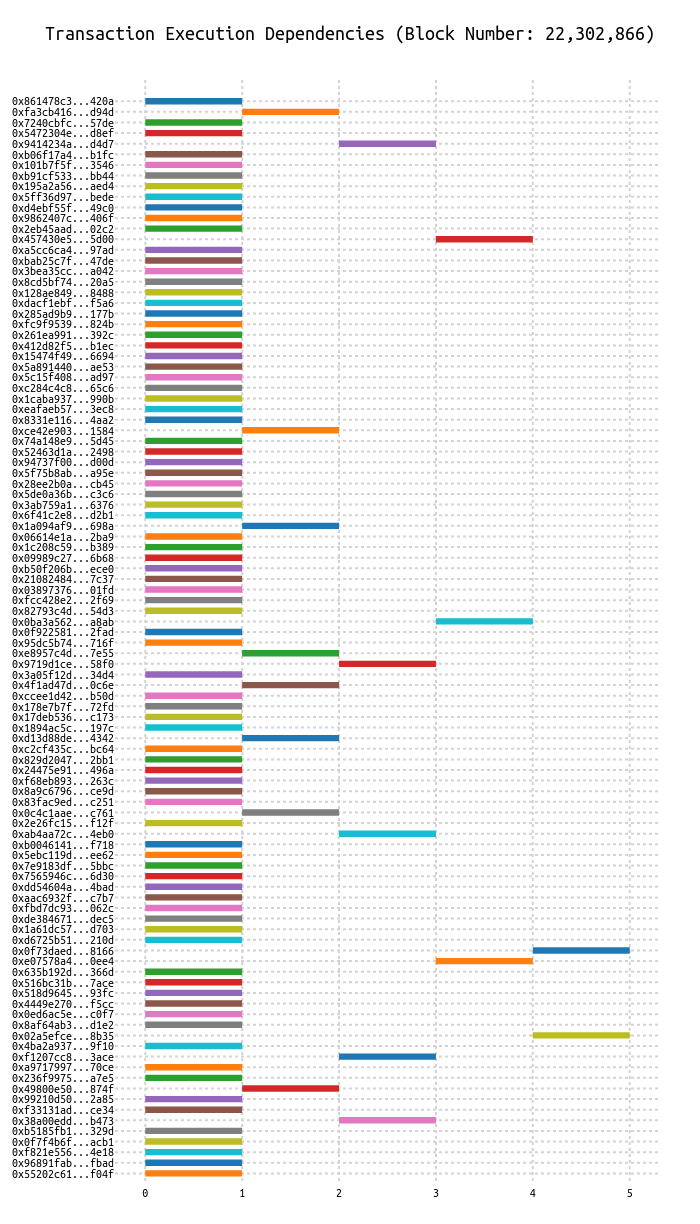 Transaction Execution Dependencies (Block Number: 22,302,866)
0x861478c3...420a
0xfa3cb416...d94d
0x7240cbfc...57de
0x5472304e...d8ef
0x9414234a...d4d7
0xb06f17a4...b1fc
0x101b7f5f...3546
0xb91cf533...bb44
0x195a2a56...aed4
0x5ff36d97...bede
0xd4ebf55f...49c0
0x9862407c...406f
0x2eb45aad...02c2
0x457430e5...5d00
0xa5cc6ca4...97ad
0xbab25c7f...47de
0x3bea35cc...a042
0x8cd5bf74...20a5
0x128ae849...8488
0xdacf1ebf...f5a6
0x285ad9b9...177b
0xfc9f9539...824b
0x261ea991...392c
0x412d82f5...b1ec
0x15474f49...6694
0x5a891440...ae53
0x5c15f408...ad97
0xc284c4c8...65c6
0x1caba937...990b
0xeafaeb57...3ec8
0x8331e116...4aa2
0xce42e903...1584
0x74a148e9...5d45
0x52463d1a...2498
0x94737f00...d00d
0x5f75b8ab...a95e
0x28ee2b0a...cb45
0x5de0a36b...c3c6
0x3ab759a1...6376
0x6f41c2e8...d2b1
0x1a094af9...698a
0x06614e1a...2ba9
0x1c208c59...b389
0x09989c27...6b68
0xb50f206b...ece0
0x21082484...7c37
0x03897376...01fd
0xfcc428e2...2f69
0x82793c4d...54d3
0x0ba3a562...a8ab
0x0f922581...2fad
0x95dc5b74...716f
0xe8957c4d...7e55
0x9719d1ce...58f0
0x3a05f12d...34d4
0x4f1ad47d...0c6e
0xccee1d42...b50d
0x178e7b7f...72fd
0x17deb536...c173
0x1894ac5c...197c
0xd13d88de...4342
0xc2cf435c...bc64
0x829d2047...2bb1
0x24475e91...496a
0xf68eb893...263c
0x8a9c6796...ce9d
0x83fac9ed...c251
0x0c4c1aae...c761
0x2e26fc15...f12f
0xab4aa72c...4eb0
0xb0046141...f718
0x5ebc119d...ee62
0x7e9183df...5bbc
0x7565946c...6d30
0xdd54604a...4bad
0xaac6932f...c7b7
0xfbd7dc93...062c
0xde384671...dec5
0x1a61dc57...d703
0xd6725b51...210d
0x0f73daed...8166
0xe07578a4...0ee4
0x635b192d...366d
0x516bc31b...7ace
0x518d9645...93fc
0x4449e270...f5cc
0x0ed6ac5e...c0f7
0x8af64ab3...d1e2
0x02a5efce...8b35
0x4ba2a937...9f10
0xf1207cc8...3ace
0xa9717997...70ce
0x236f9975...a7e5
0x49800e50...874f
0x99210d50...2a85
0xf33131ad...ce34
0x38a00edd...b473
0xb5185fb1...329d
0x0f7f4b6f...acb1
0xf821e556...4e18
0x96891fab...fbad
0x55202c61...f04f
0 1 2 3 4 5